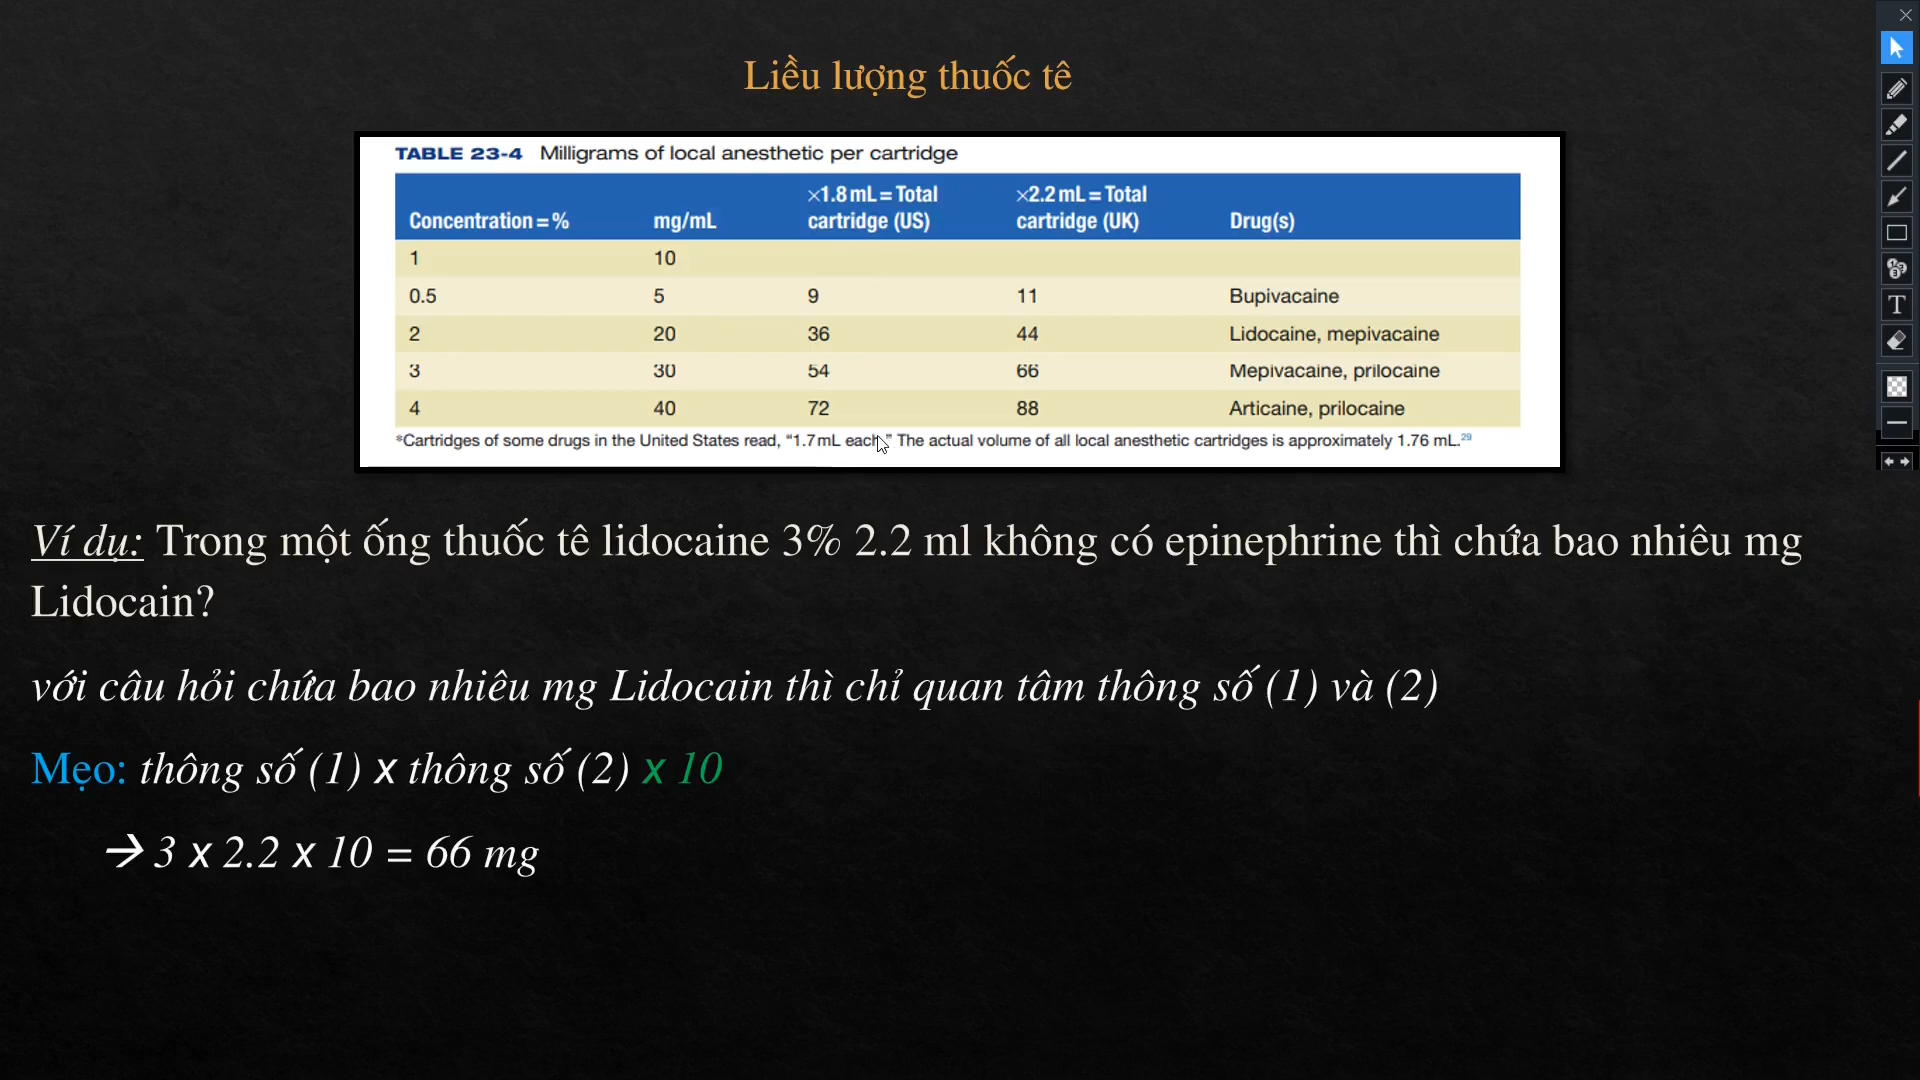 Liều lượng thuốc tê
TABLE 23-4 Milligrams of local anesthetic per cartridge
Concentration = % mg/mL ×1.8 mL = Total cartridge (US) ×2.2 mL = Total cartridge (UK) Drug(s)
1 10
0.5 5 9 11 Bupivacaine
2 20 36 44 Lidocaine, mepivacaine
3 30 54 66 Mepivacaine, prilocaine
4 40 72 88 Articaine, prilocaine
*Cartridges of some drugs in the United States read, “1.7 mL each.” The actual volume of all local anesthetic cartridges is approximately 1.76 mL.29
Ví dụ: Trong một ống thuốc tê lidocaine 3% 2.2 ml không có epinephrine thì chứa bao nhiêu mg
Lidocain?
với câu hỏi chứa bao nhiêu mg Lidocain thì chỉ quan tâm thông số (1) và (2)
Mẹo: thông số (1) x thông số (2) x 10
→ 3 x 2.2 x 10 = 66 mg